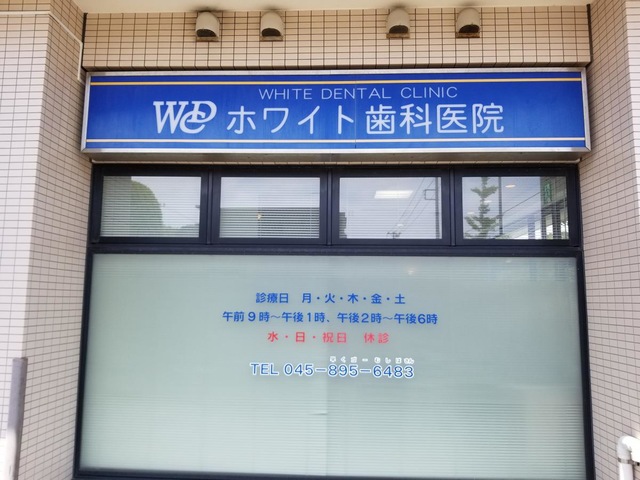 WHITE DENTAL CLINIC
WDC ホワイト歯科医院
診療日 月・火・木・金・土
午前9時～午後1時、午後2時～午後6時
水・日・祝日 休診
TEL 045-895-6483